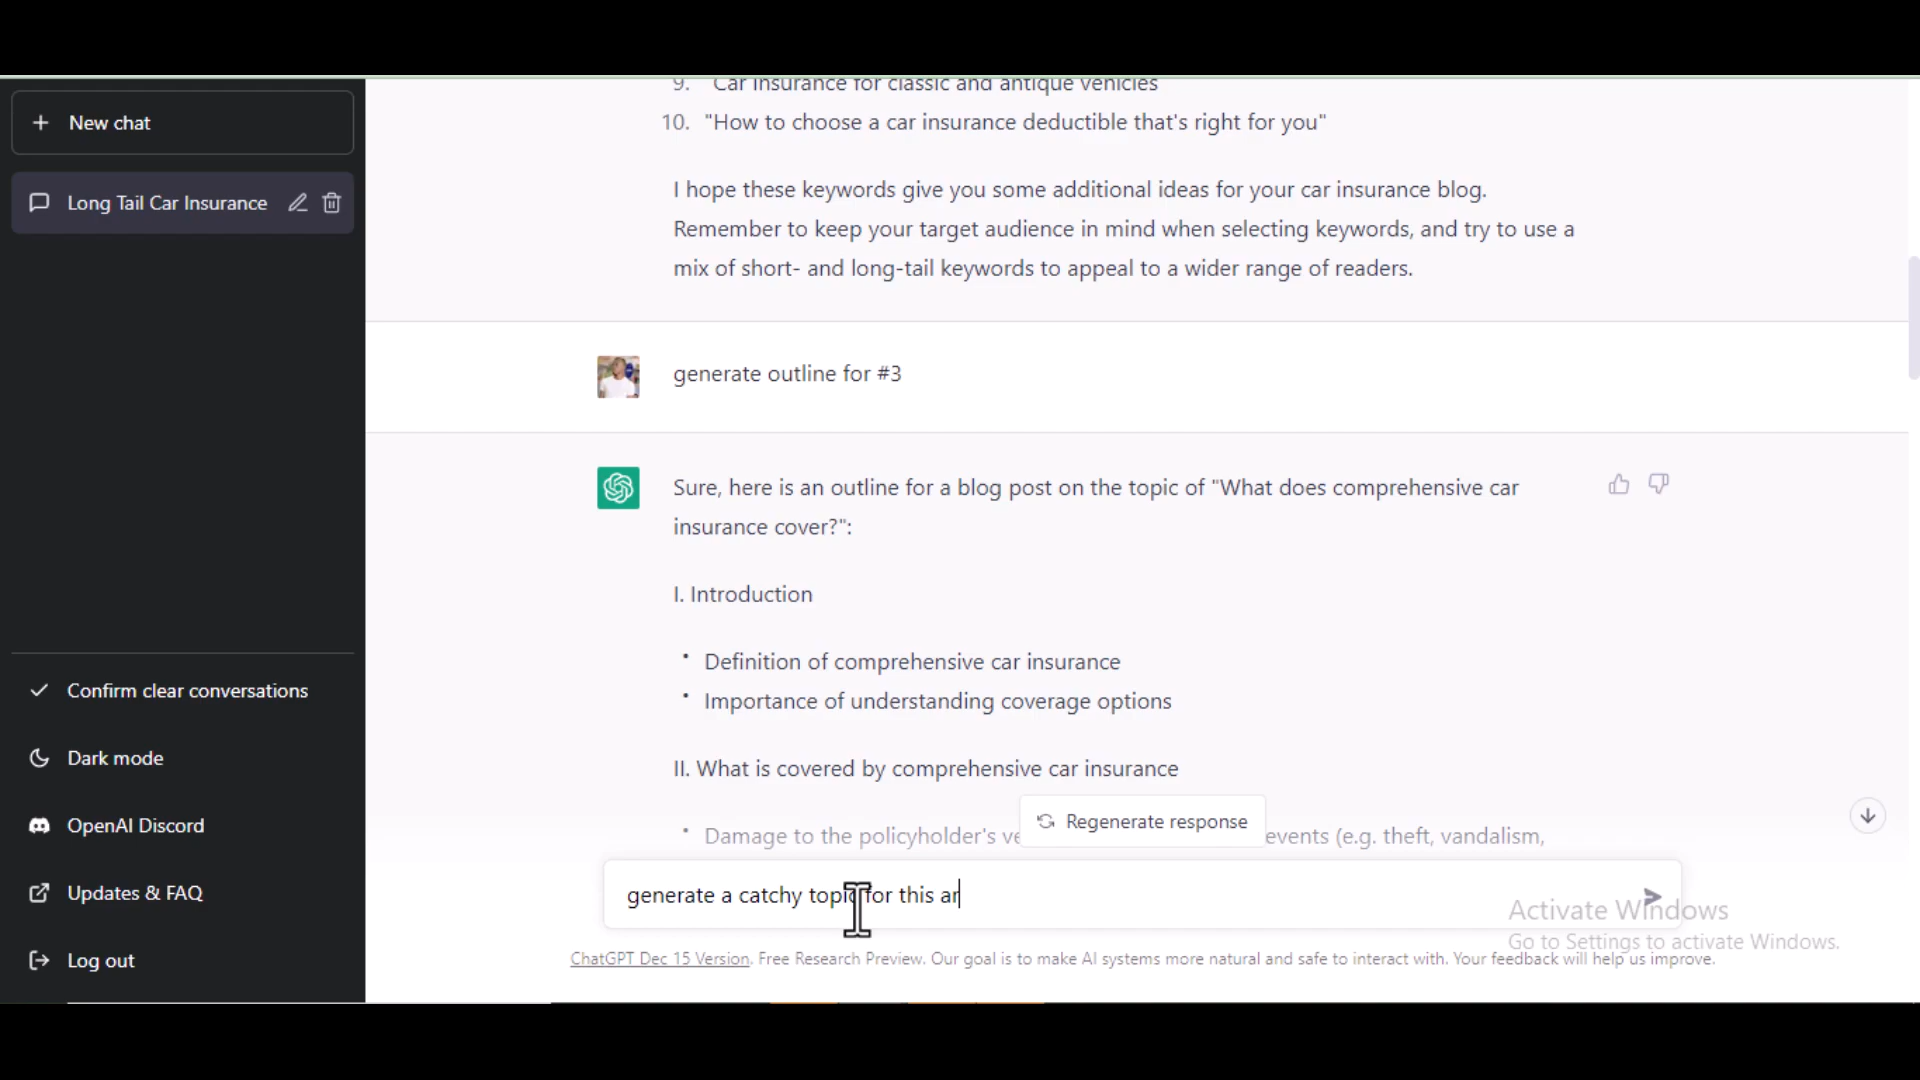 New chat
Long Tail Car Insurance
Confirm clear conversations
Dark mode
OpenAI Discord
Updates & FAQ
Log out
9. "Car insurance for classic and antique vehicles
10. "How to choose a car insurance deductible that's right for you"
I hope these keywords give you some additional ideas for your car insurance blog.
Remember to keep your target audience in mind when selecting keywords, and try to use a
mix of short- and long-tail keywords to appeal to a wider range of readers.
generate outline for #3
Sure, here is an outline for a blog post on the topic of "What does comprehensive car
insurance cover?":
I. Introduction
• Definition of comprehensive car insurance
• Importance of understanding coverage options
II. What is covered by comprehensive car insurance
• Damage to the policyholder's ve events (e.g. theft, vandalism,
Regenerate response
generate a catchy topic for this ar
Activate Windows
Go to Settings to activate Windows.
ChatGPT Dec 15 Version. Free Research Preview. Our goal is to make AI systems more natural and safe to interact with. Your feedback will help us improve.